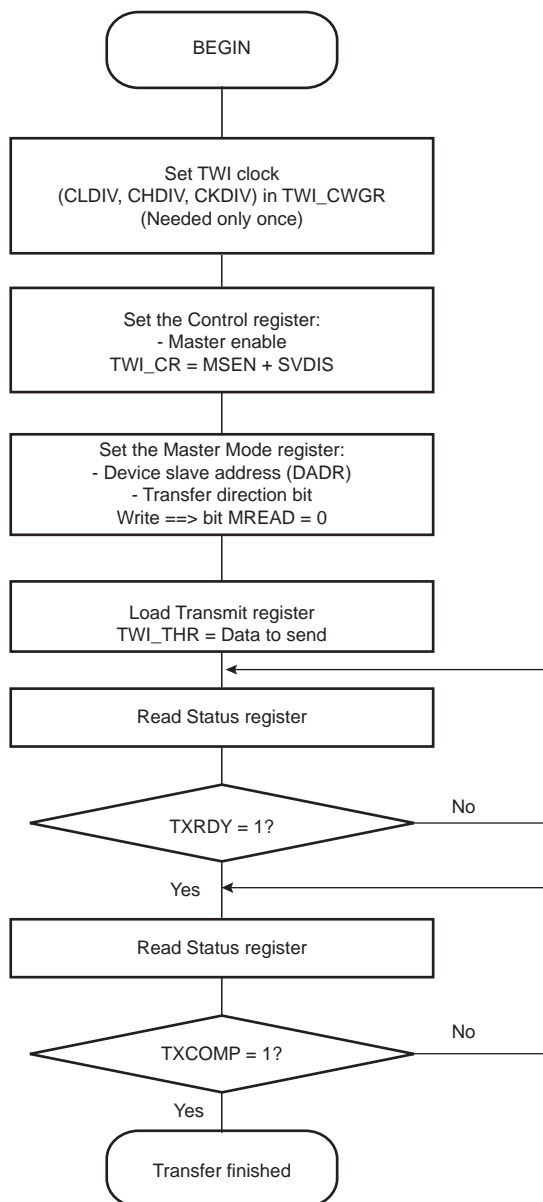 BEGIN
Set TWI clock
(CLDIV, CHDIV, CKDIV) in TWI_CWGR
(Needed only once)
Set the Control register:
- Master enable
TWI_CR = MSEN + SVDIS
Set the Master Mode register:
- Device slave address (DADR)
- Transfer direction bit
Write ==> bit MREAD = 0
Load Transmit register
TWI_THR = Data to send
Read Status register
TXRDY = 1?
No
Yes
Read Status register
TXCOMP = 1?
No
Yes
Transfer finished